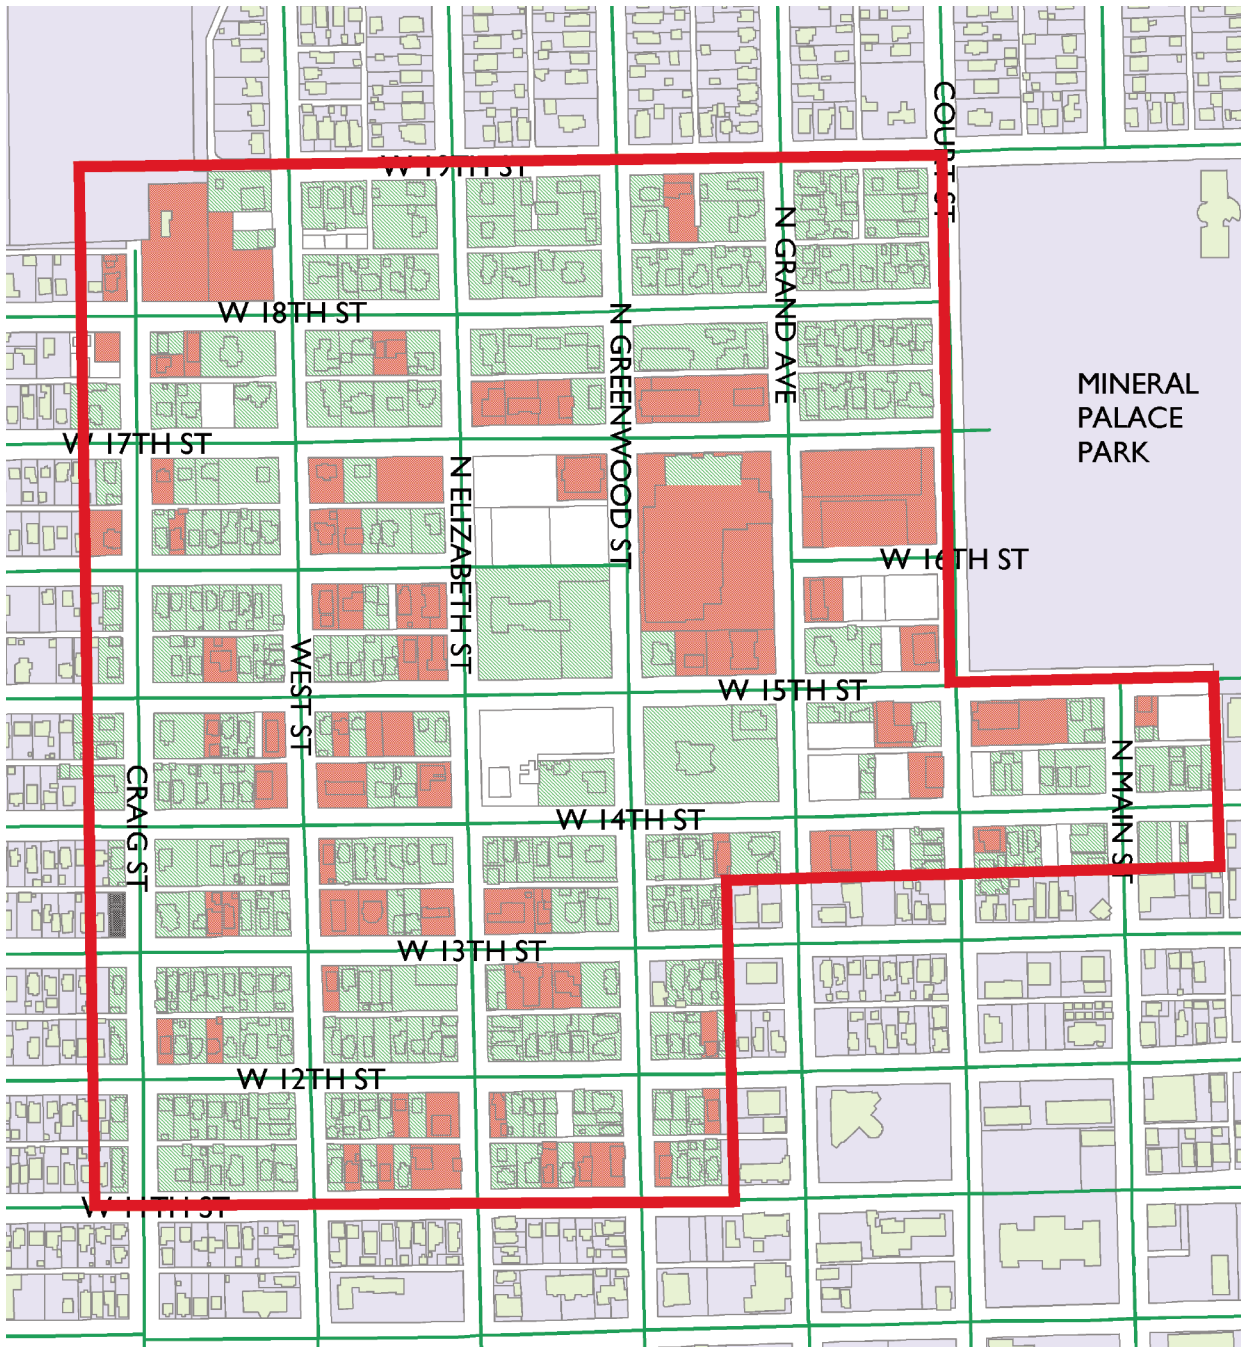 COURT ST
W 19TH ST
N GRAND AVE
W 18TH ST
N GREENWOOD ST
MINERAL
PALACE
PARK
W 17TH ST
N ELIZABETH ST
W 16TH ST
WEST ST
W 15TH ST
N MAIN ST
CRAIG ST
W 14TH ST
W 13TH ST
W 12TH ST
W 11TH ST